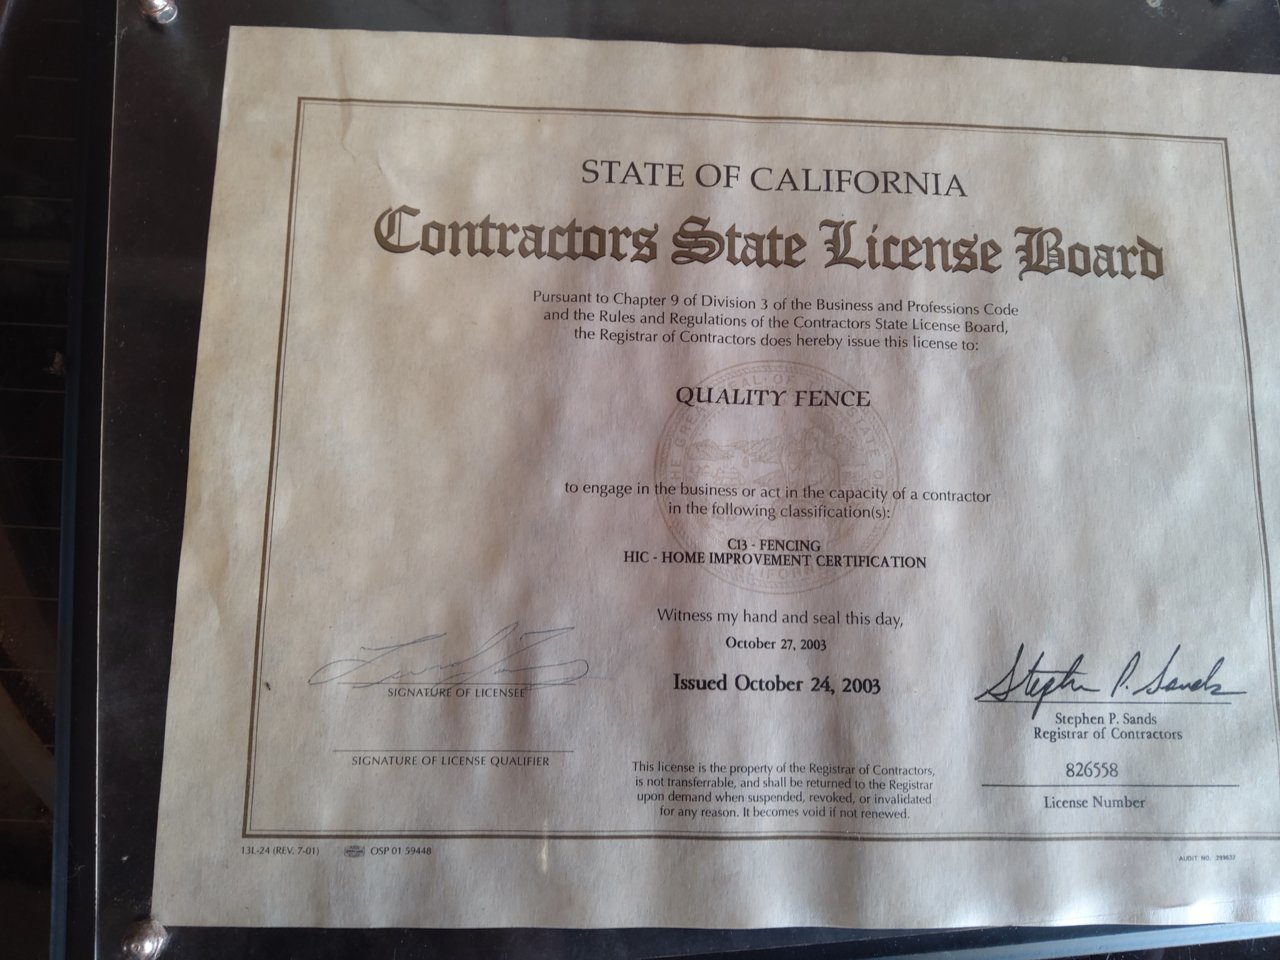 STATE OF CALIFORNIA
Contractors State License Board
Pursuant to Chapter 9 of Division 3 of the Business and Professions Code
and the Rules and Regulations of the Contractors State License Board,
the Registrar of Contractors does hereby issue this license to:
QUALITY FENCE
to engage in the business or act in the capacity of a contractor
in the following classification(s):
C13 - FENCING
HIC - HOME IMPROVEMENT CERTIFICATION
Witness my hand and seal this day,
October 27, 2003
Issued October 24, 2003
SIGNATURE OF LICENSEE
SIGNATURE OF LICENSE QUALIFIER
This license is the property of the Registrar of Contractors,
is not transferrable, and shall be returned to the Registrar
upon demand when suspended, revoked, or invalidated
for any reason. It becomes void if not renewed.
Stephen P. Sands
Stephen P. Sands
Registrar of Contractors
826558
License Number
13L-24 (REV. 7-01)
OSP 01 59448
AUDIT NO: